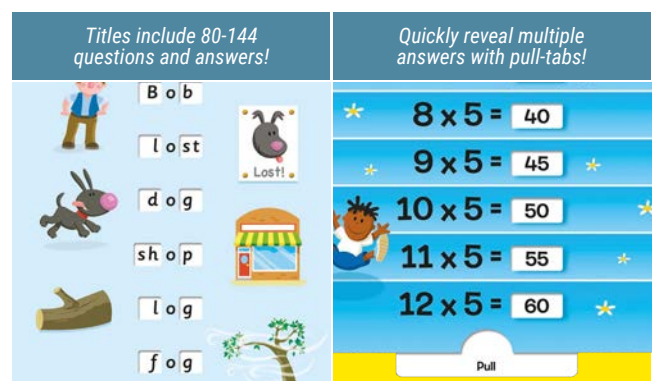 Titles include 80-144
questions and answers!
Bob
lost
Lost!
dog
shop
log
fog
Quickly reveal multiple
answers with pull-tabs!
8 x 5 = 40
9 x 5 = 45
10 x 5 = 50
11 x 5 = 55
12 x 5 = 60
Pull